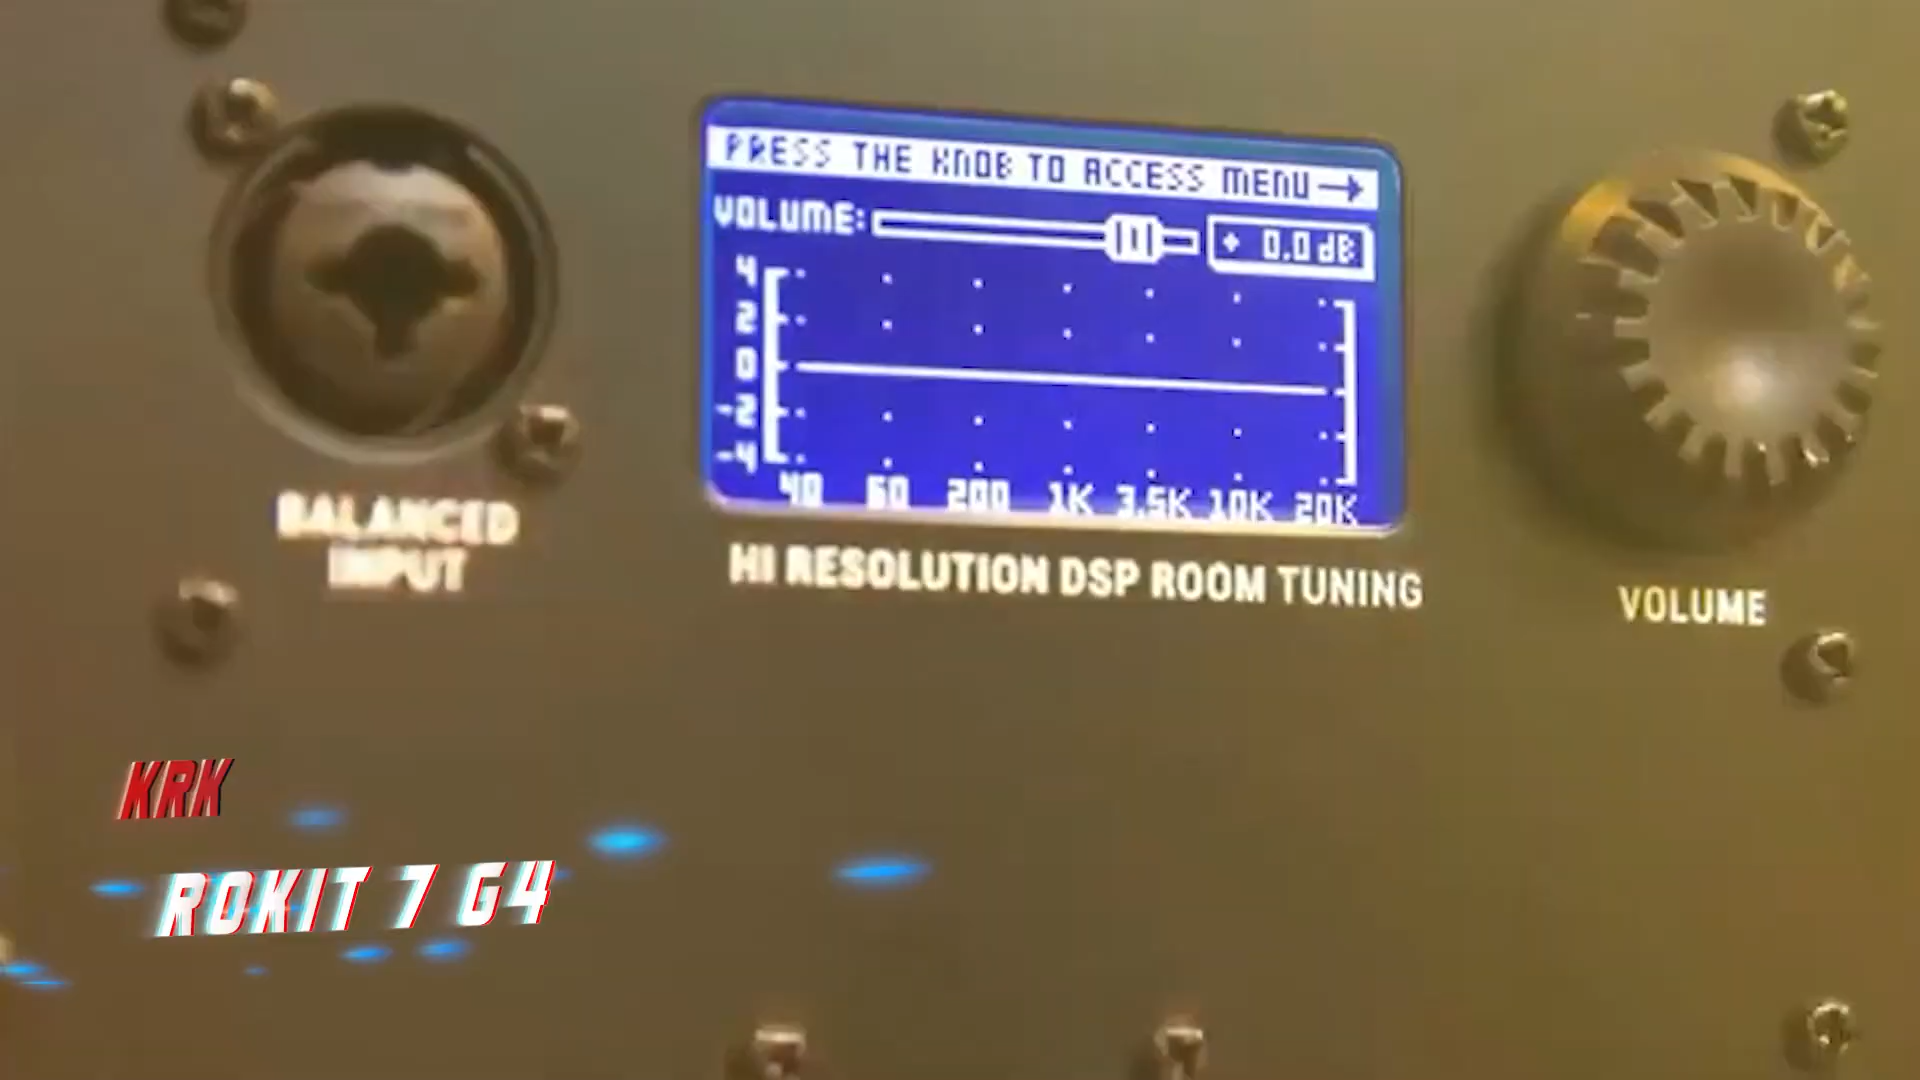 PRESS THE KNOB TO ACCESS MENU→
VOLUME: + 0.0 dB
4
2
0
-2
-4
40 60 200 1K 3.5K 10K 20K
BALANCED
INPUT
HI RESOLUTION DSP ROOM TUNING
VOLUME
KRK
ROKIT 7 G4